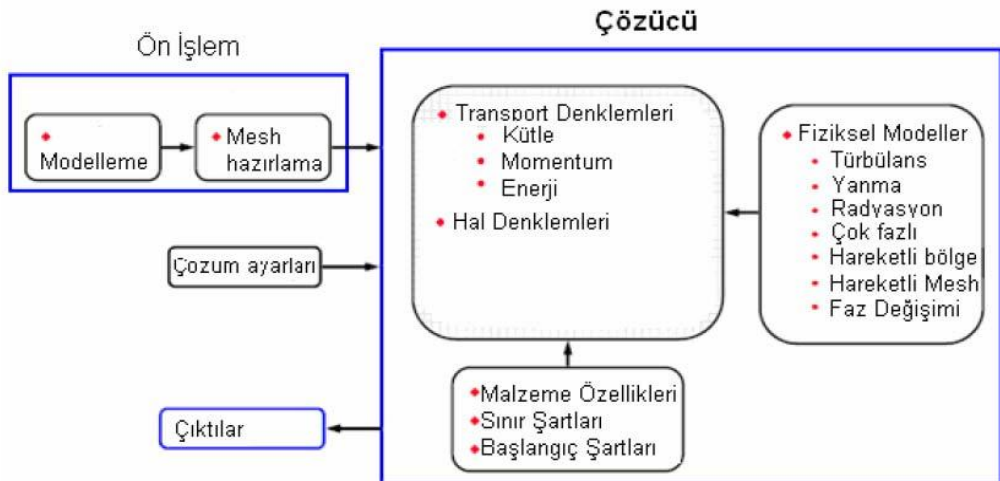 Çözücü
Ön İşlem
Modelleme
Mesh
hazırlama
Çozum ayarları
Çıktılar
Transport Denklemleri
Kütle
Momentum
Enerji
Hal Denklemleri
Fiziksel Modeller
Türbülans
Yanma
Radyasyon
Çok fazlı
Hareketli bölge
Hareketli Mesh
Faz Değişimi
Malzeme Özellikleri
Sınır Şartları
Başlangıç Şartları